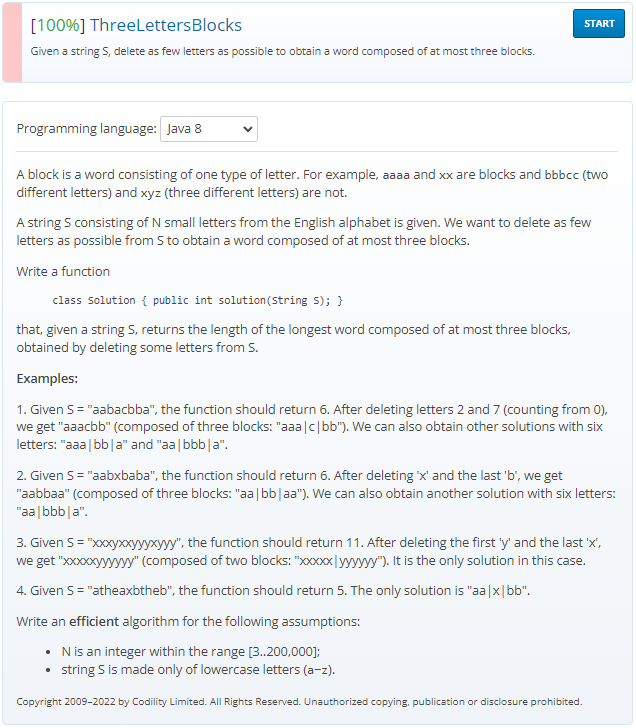 [100%] ThreeLettersBlocks
START
Given a string S, delete as few letters as possible to obtain a word composed of at most three blocks.
Programming language: Java 8
A block is a word consisting of one type of letter. For example, aaaa and xx are blocks and bbbcc (two
different letters) and xyz (three different letters) are not.
A string S consisting of N small letters from the English alphabet is given. We want to delete as few
letters as possible from S to obtain a word composed of at most three blocks.
Write a function
class Solution { public int solution(String S); }
that, given a string S, returns the length of the longest word composed of at most three blocks,
obtained by deleting some letters from S.
Examples:
1. Given S = "aabacbba", the function should return 6. After deleting letters 2 and 7 (counting from 0),
we get "aaacbb" (composed of three blocks: "aaa|c|bb"). We can also obtain other solutions with six
letters: "aaa|bb|a" and "aa|bbb|a".
2. Given S = "aabxbaba", the function should return 6. After deleting 'x' and the last 'b', we get
"aabbaa" (composed of three blocks: "aa|bb|aa"). We can also obtain another solution with six letters:
"aa|bbb|a".
3. Given S = "xxxyxxyyyxyyy", the function should return 11. After deleting the first 'y' and the last 'x',
we get "xxxxxyyyyyy" (composed of two blocks: "xxxxx|yyyyyy"). It is the only solution in this case.
4. Given S = "atheaxbtheb", the function should return 5. The only solution is "aa|x|bb".
Write an efficient algorithm for the following assumptions:
• N is an integer within the range [3..200,000];
• string S is made only of lowercase letters (a-z).
Copyright 2009–2022 by Codility Limited. All Rights Reserved. Unauthorized copying, publication or disclosure prohibited.